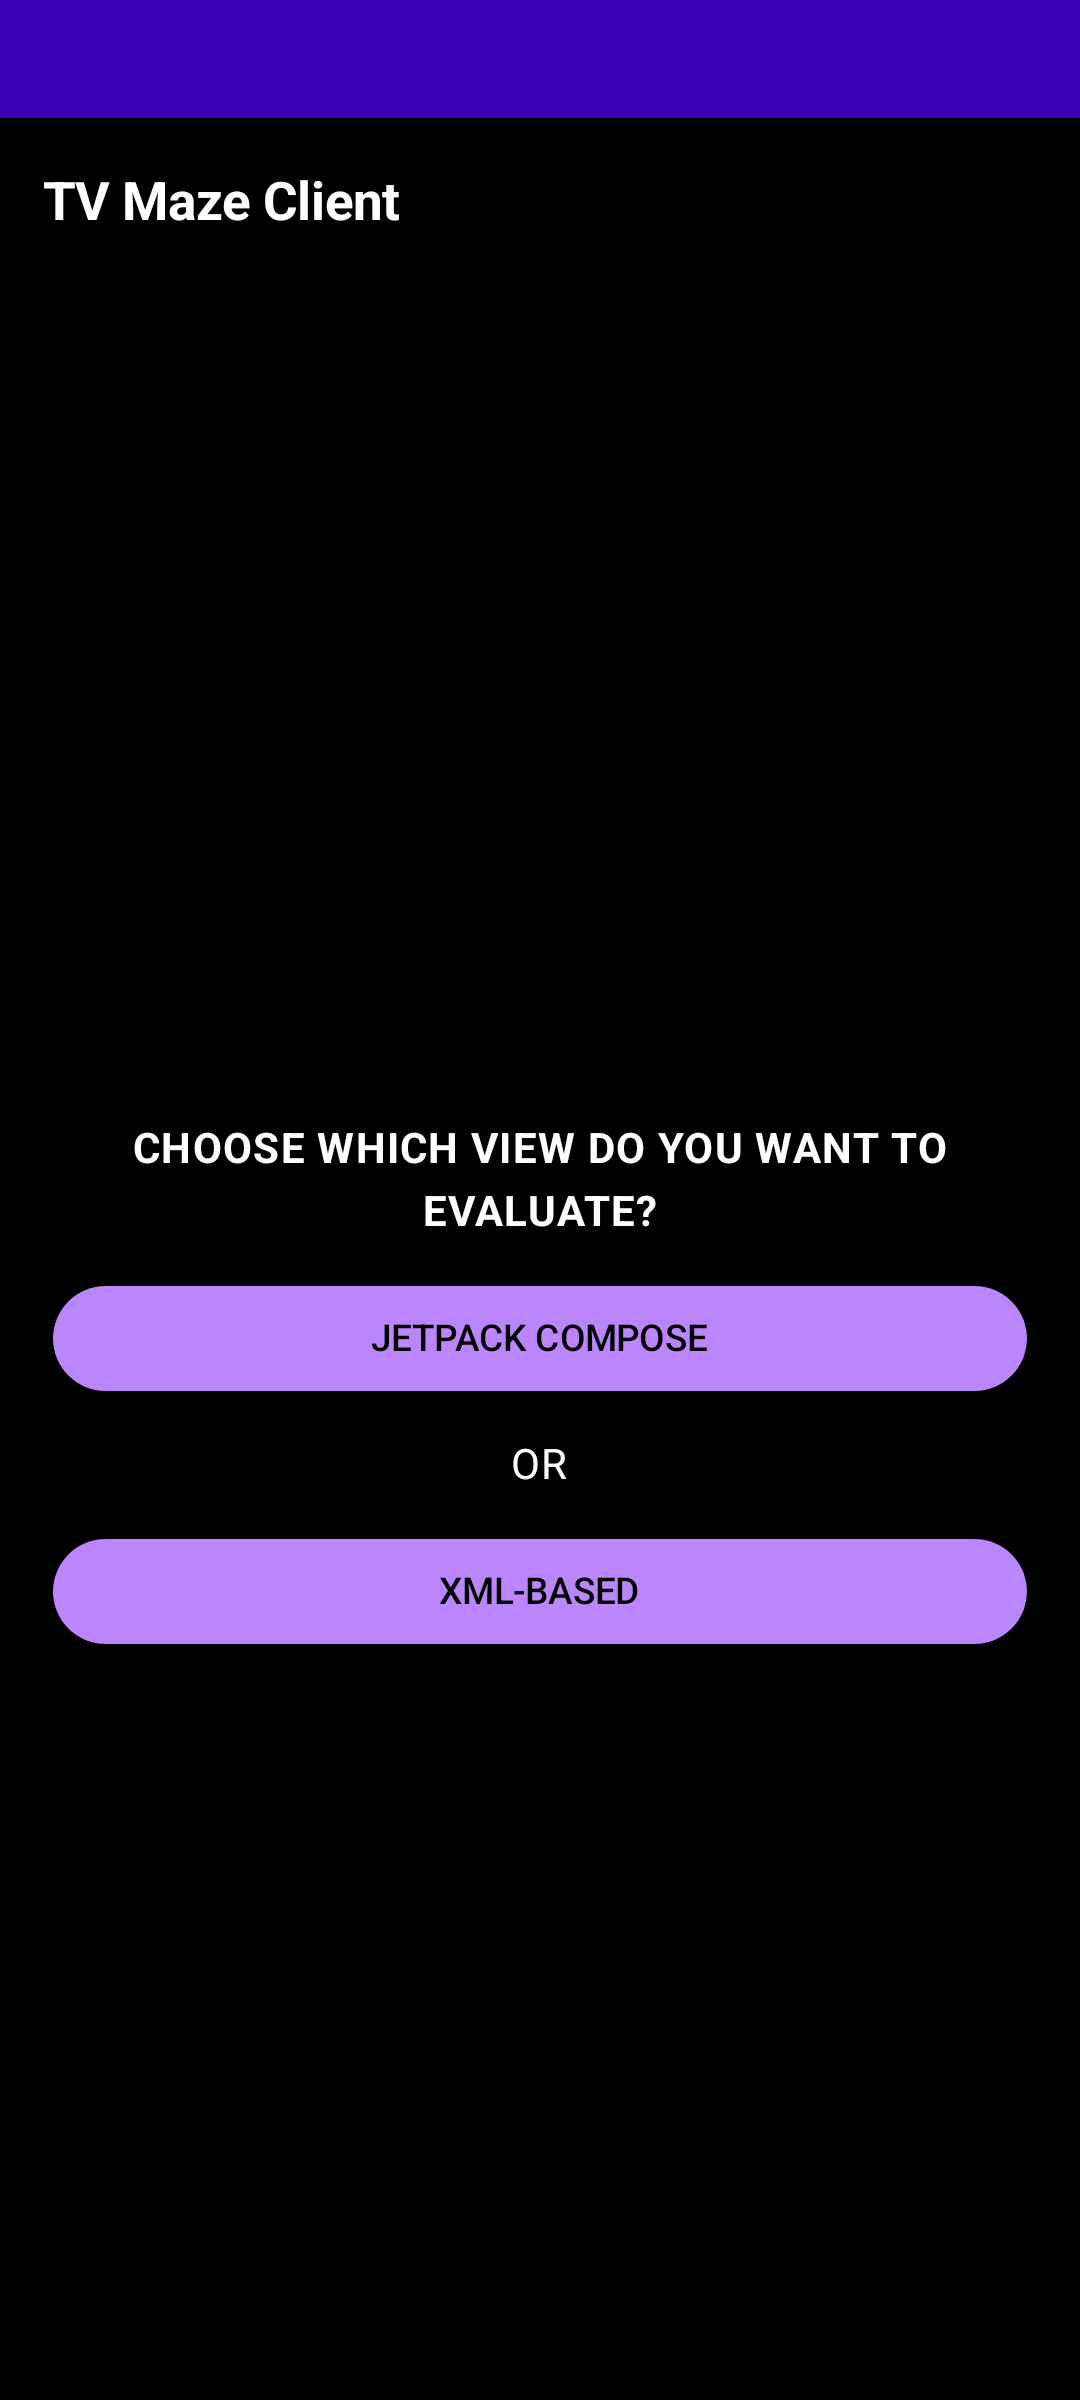 TV Maze Client
CHOOSE WHICH VIEW DO YOU WANT TO
EVALUATE?
JETPACK COMPOSE
OR
XML-BASED